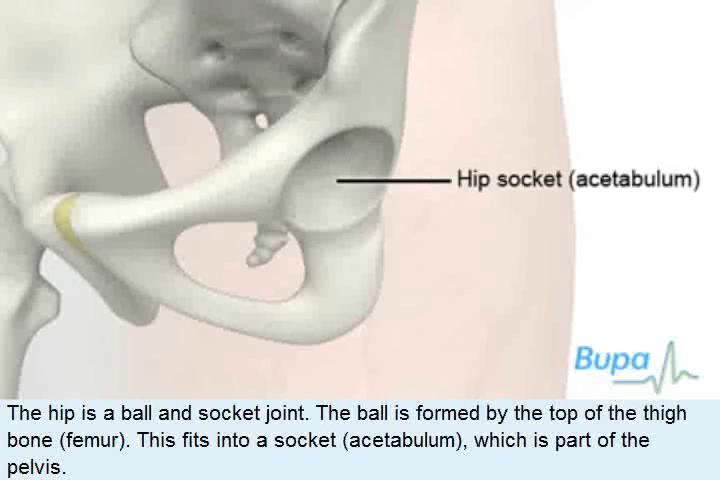 Hip socket (acetabulum)
Bupa
The hip is a ball and socket joint. The ball is formed by the top of the thigh
bone (femur). This fits into a socket (acetabulum), which is part of the
pelvis.